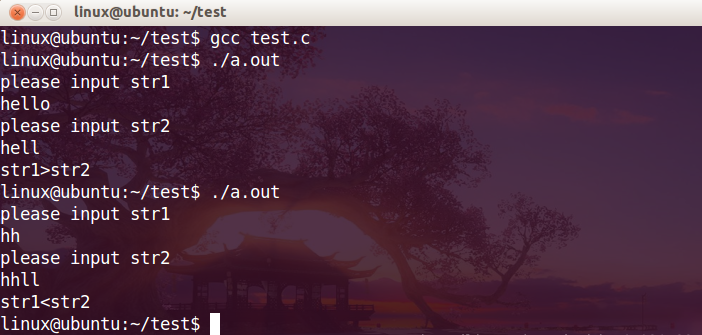 linux@ubuntu: ~/test
linux@ubuntu:~/test$ gcc test.c
linux@ubuntu:~/test$ ./a.out
please input str1
hello
please input str2
hell
str1>str2
linux@ubuntu:~/test$ ./a.out
please input str1
hh
please input str2
hhll
str1<str2
linux@ubuntu:~/test$